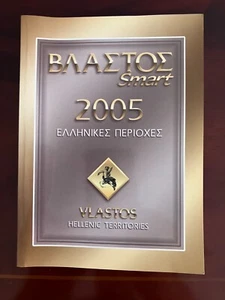 ΒΛΑΣΤΟΣ
Smart
2005
ΕΛΛΗΝΙΚΕΣ ΠΕΡΙΟΧΕΣ
VLASTOS
HELLENIC TERRITORIES